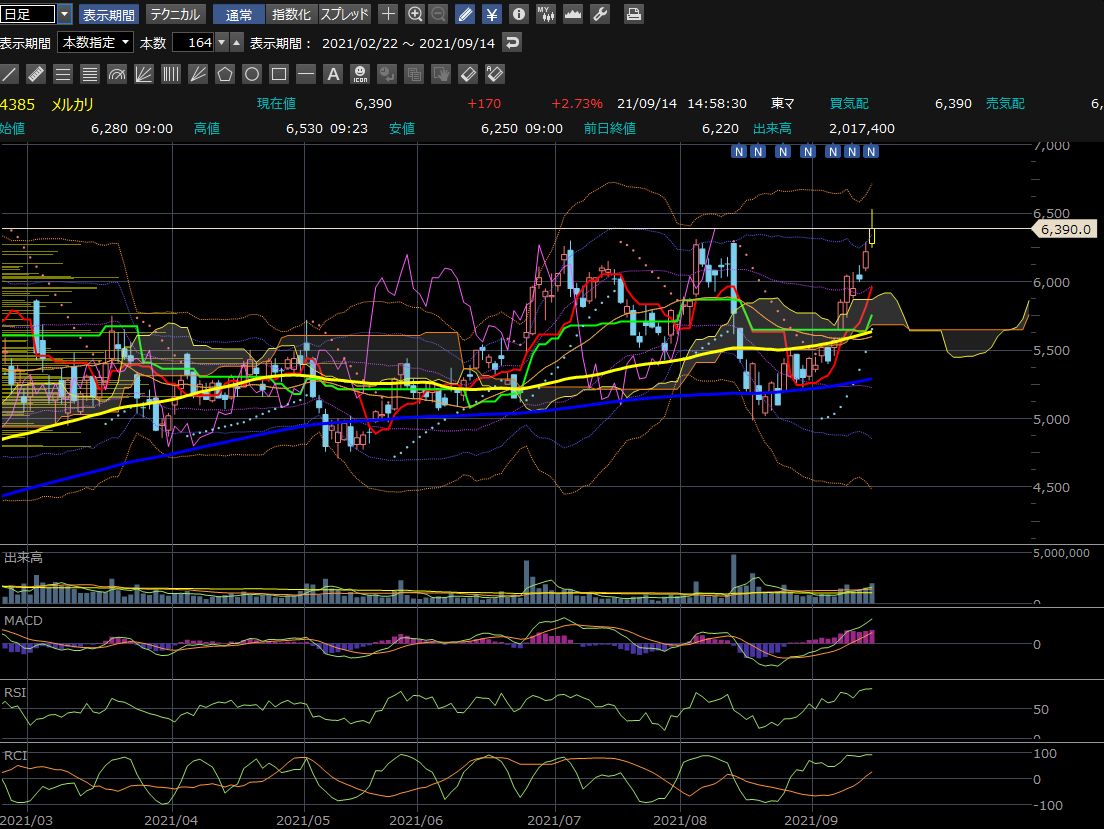 日足 表示期間 テクニカル 通常 指数化 スプレッド ¥ MY
表示期間 本数指定 本数 164 表示期間： 2021/02/22 ～ 2021/09/14
A ICON
4385 メルカリ 現在値 6,390 +170 +2.73% 21/09/14 14:58:30 東マ 買気配 6,390 売気配 6,
始値 6,280 09:00 高値 6,530 09:23 安値 6,250 09:00 前日終値 6,220 出来高 2,017,400
N N N N N N N
7,000
6,500
6,390.0
6,000
5,500
5,000
4,500
出来高 5,000,000
0
MACD
0
RSI
50
0
RCI 100
0
-100
2021/03 2021/04 2021/05 2021/06 2021/07 2021/08 2021/09